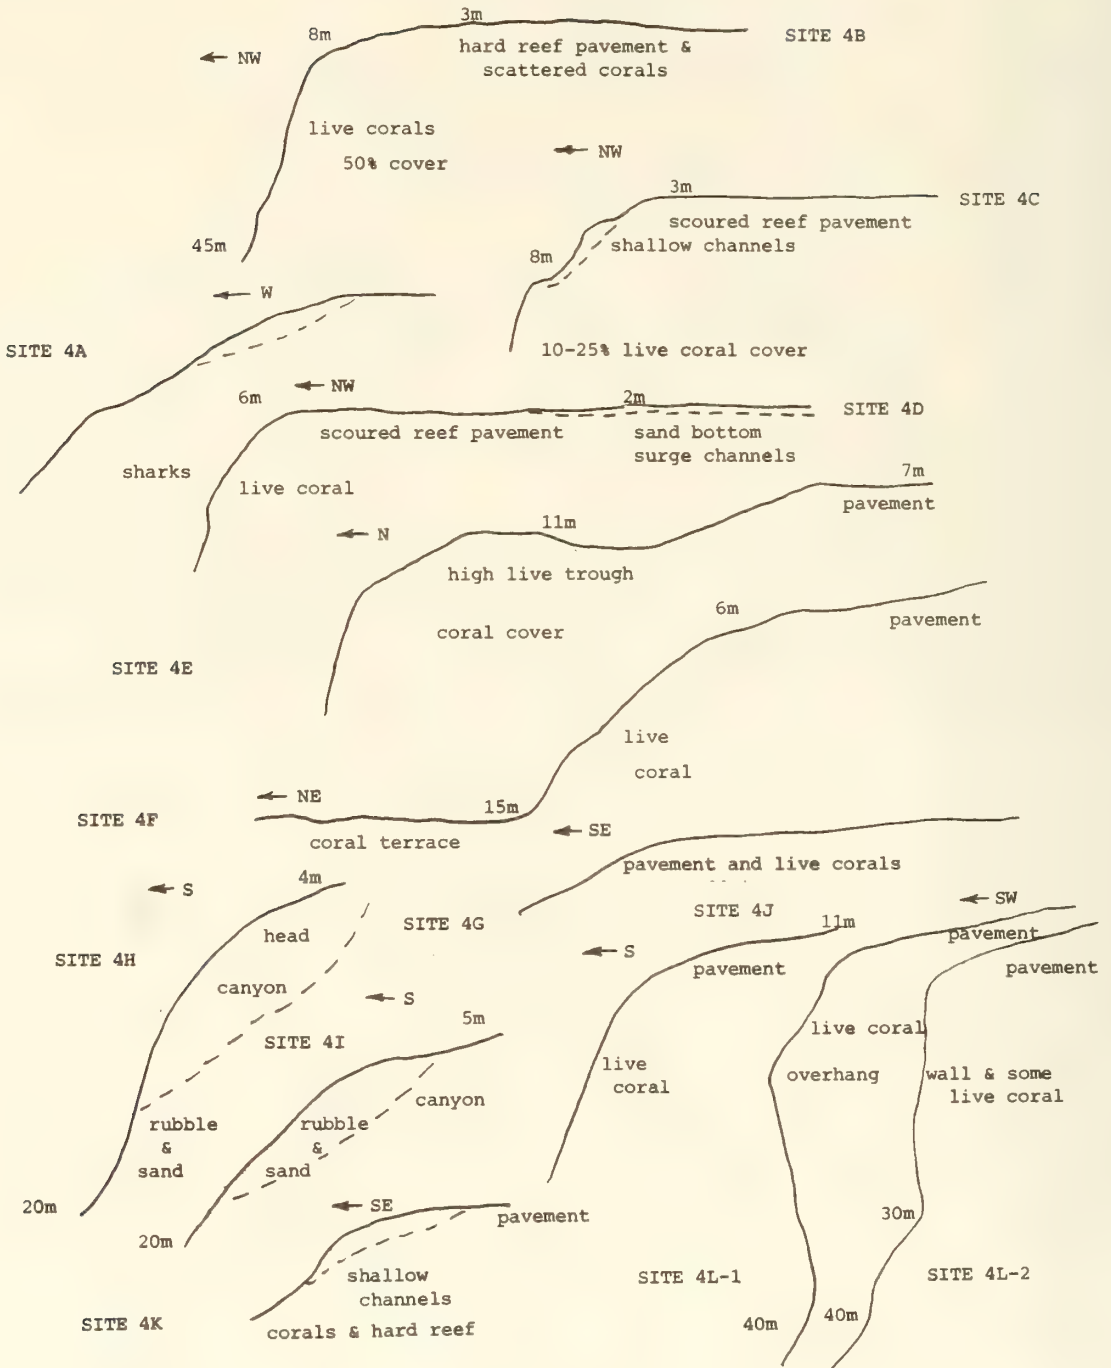 3m
8m
SITE 4B
hard reef pavement &
scattered corals
NW
live corals
50% cover
45m
NW
3m
SITE 4C
scoured reef pavement
shallow channels
8m
10-25% live coral cover
W
SITE 4A
NW
6m
2m
SITE 4D
scoured reef pavement
sand bottom
surge channels
sharks
live coral
7m
pavement
N
11m
high live trough
coral cover
SITE 4E
6m
pavement
live
coral
NE
15m
SITE 4F
coral terrace
SE
pavement and live corals
SITE 4G
S
4m
head
SITE 4H
canyon
rubble
&
sand
20m
S
SITE 4I
5m
canyon
rubble
&
sand
20m
SITE 4J
S
11m
pavement
live
coral
SW
pavement
pavement
live coral
overhang
wall & some
live coral
30m
SITE 4L-1
SITE 4L-2
40m
40m
SE
pavement
shallow
channels
SITE 4K
corals & hard reef